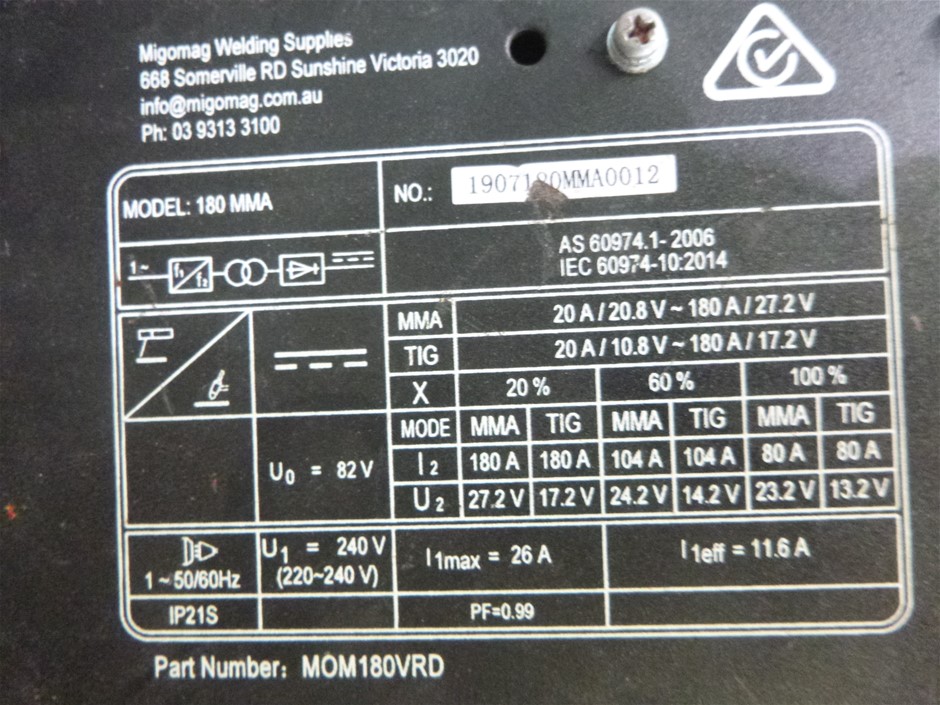 Migomag Welding Supplies
668 Somerville RD Sunshine Victoria 3020
info@migomag.com.au
Ph: 03 9313 3100
MODEL: 180 MMA
NO.: 1907180MMA0012
1~ f1 f2
AS 60974.1- 2006
IEC 60974-10:2014
MMA 20 A / 20.8 V ~ 180 A / 27.2 V
TIG 20 A / 10.8 V ~ 180 A / 17.2 V
X 20 % 60 % 100 %
MODE MMA TIG MMA TIG MMA TIG
U0 = 82 V
I2 180 A 180 A 104 A 104 A 80 A 80 A
U2 27.2 V 17.2 V 24.2 V 14.2 V 23.2 V 13.2 V
1 ~ 50/60Hz
U1 = 240 V
(220~240 V)
I1max = 26 A
I1eff = 11.6 A
IP21S
PF=0.99
Part Number: MOM180VRD